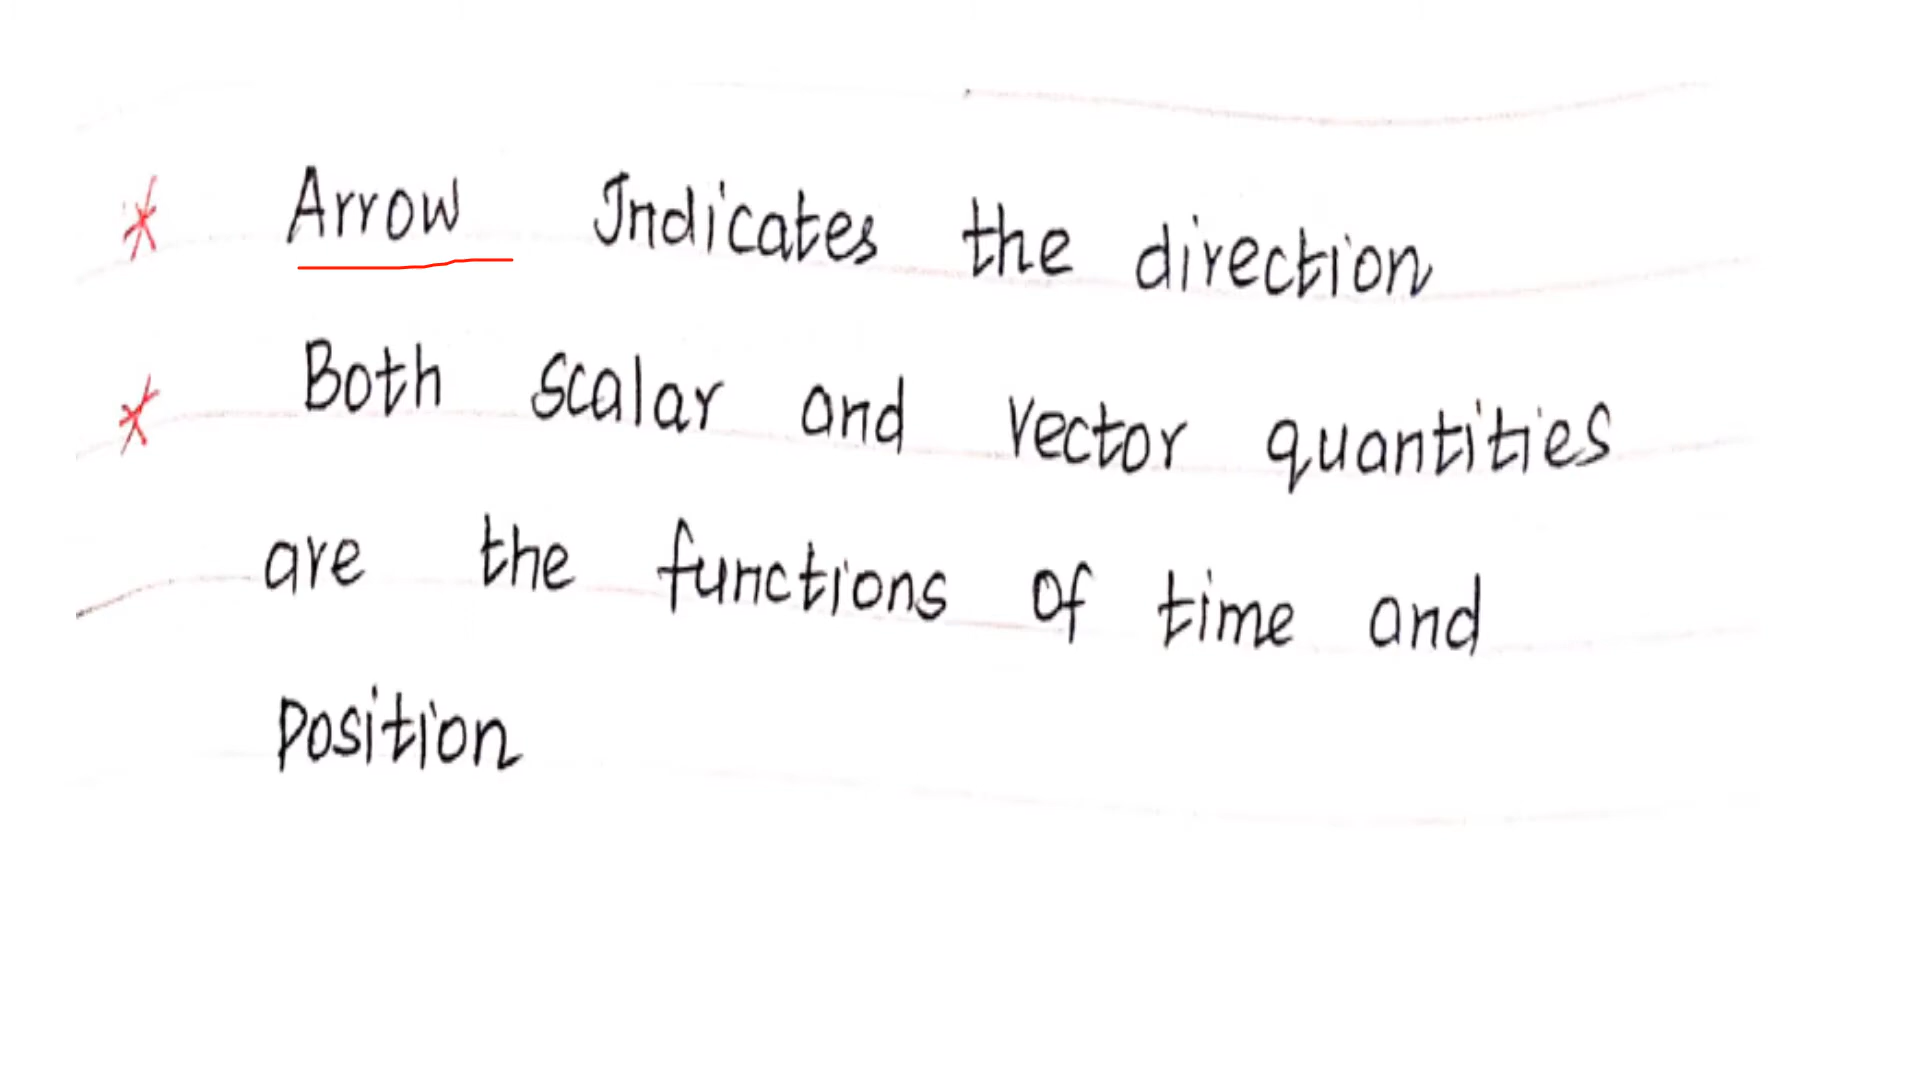 * Arrow Indicates the direction
* Both scalar and vector quantities
are the functions of time and
position